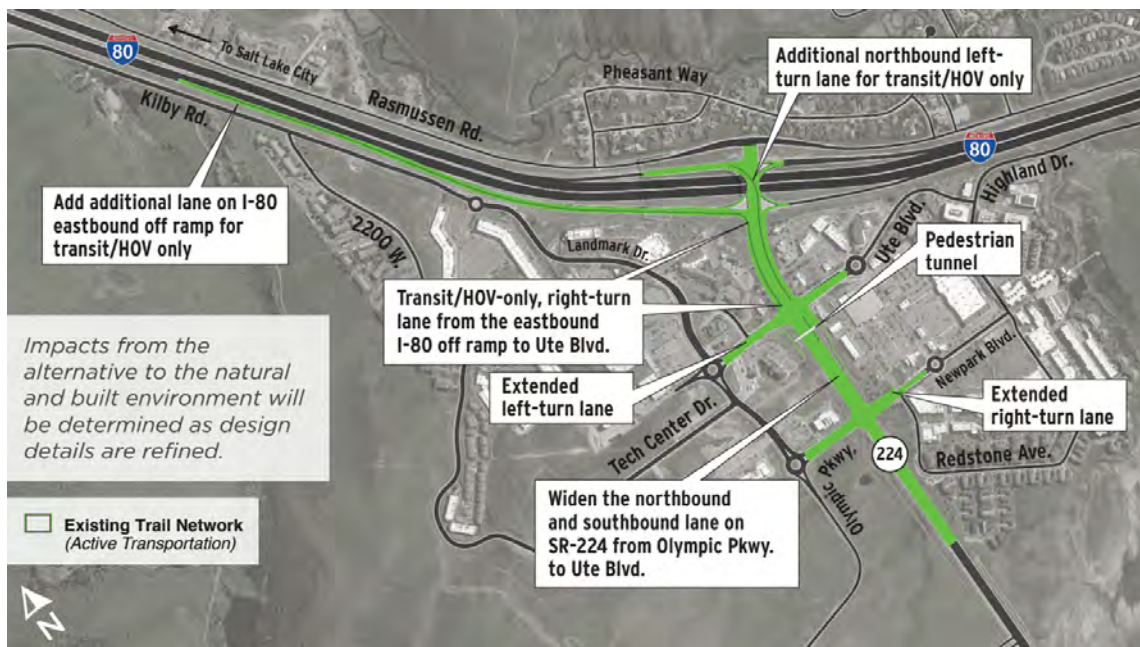 INTERSTATE
80
To Salt Lake City
Kilby Rd.
Rasmussen Rd.
Pheasant Way
Additional northbound left-
turn lane for transit/HOV only
80
Highland Dr.
Add additional lane on I-80
eastbound off ramp for
transit/HOV only
2200 W.
Landmark Dr.
Ute Blvd.
Pedestrian
tunnel
Transit/HOV-only, right-turn
lane from the eastbound
I-80 off ramp to Ute Blvd.
Impacts from the
alternative to the natural
and built environment will
be determined as design
details are refined.
Extended
left-turn lane
Newpark Blvd.
Extended
right-turn lane
Tech Center Dr.
Olympic Pkwy.
224
Redstone Ave.
Widen the northbound
and southbound lane on
SR-224 from Olympic Pkwy.
to Ute Blvd.
Existing Trail Network
(Active Transportation)
N